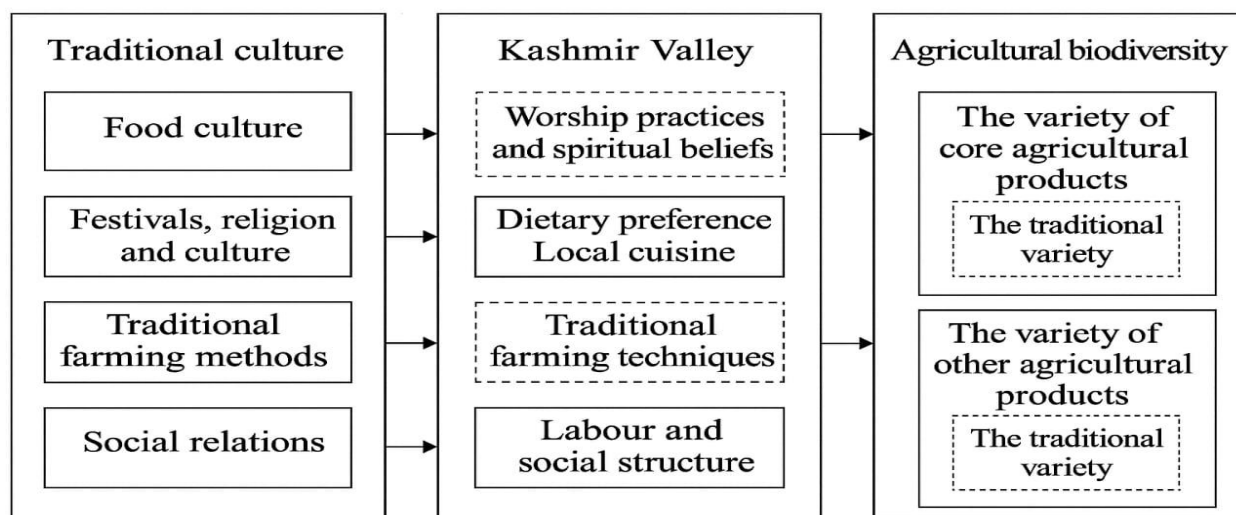 Traditional culture
Food culture
Festivals, religion
and culture
Traditional
farming methods
Social relations
Kashmir Valley
Worship practices
and spiritual beliefs
Dietary preference
Local cuisine
Traditional
farming techniques
Labour and
social structure
Agricultural biodiversity
The variety of
core agricultural
products
The traditional
variety
The variety of
other agricultural
products
The traditional
variety